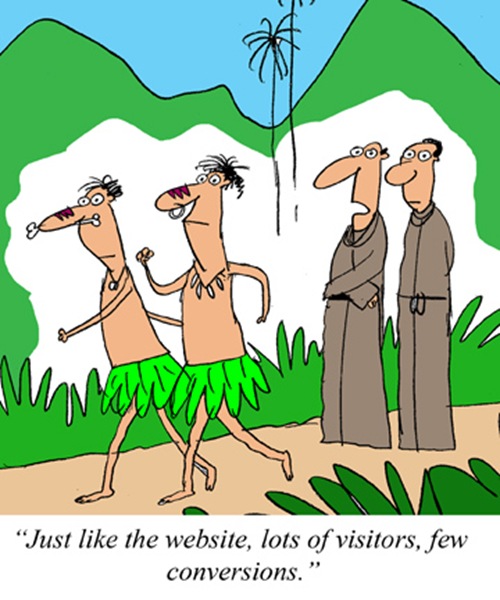 “Just like the website, lots of visitors, few
conversions.”